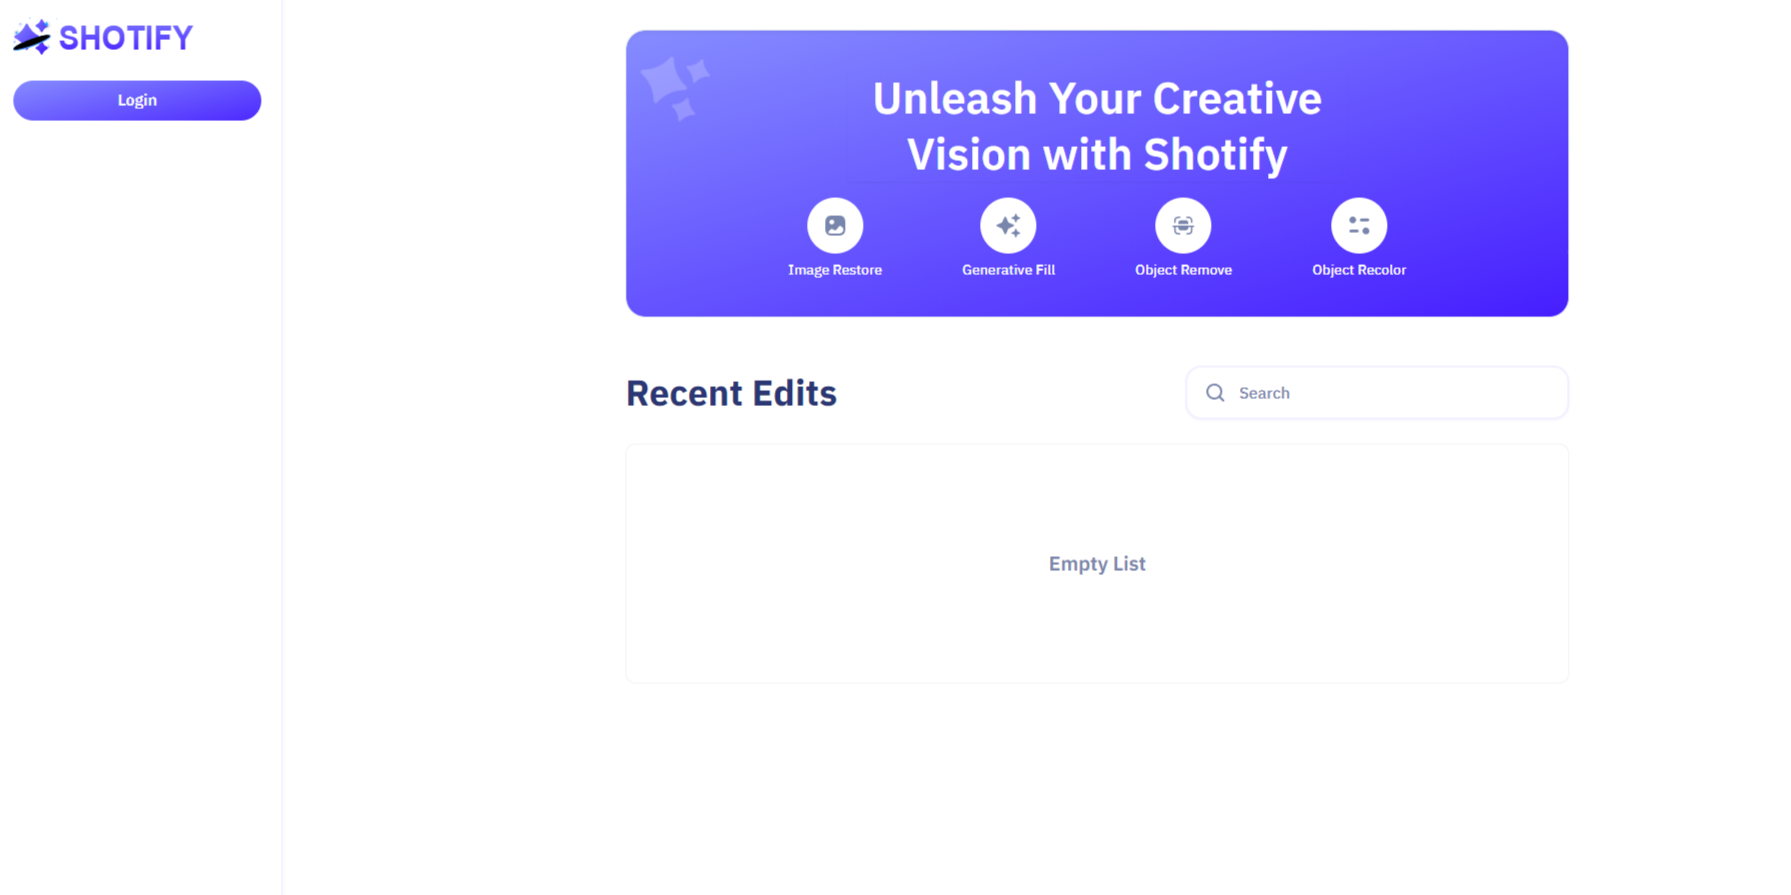 SHOTIFY
Login
Unleash Your Creative
Vision with Shotify
Image Restore
Generative Fill
Object Remove
Object Recolor
Recent Edits
Search
Empty List